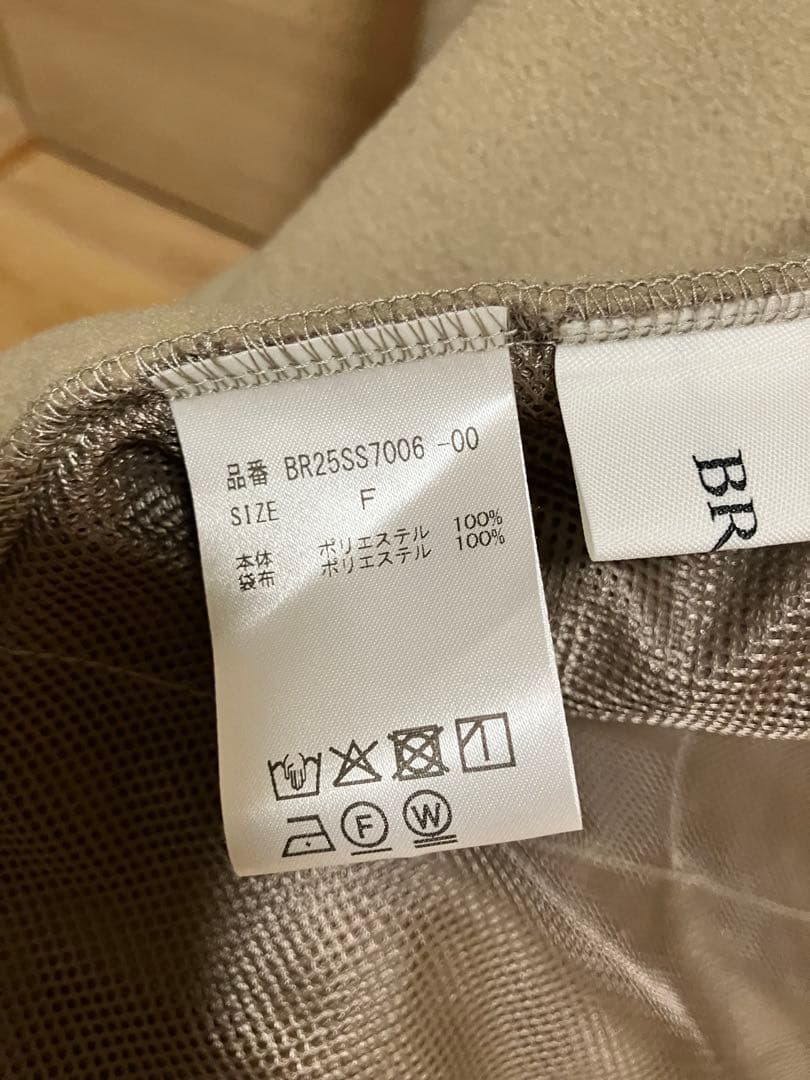 品番 BR25SS7006 -00
SIZE F
本体 ポリエステル 100%
袋布 ポリエステル 100%
F W
BR